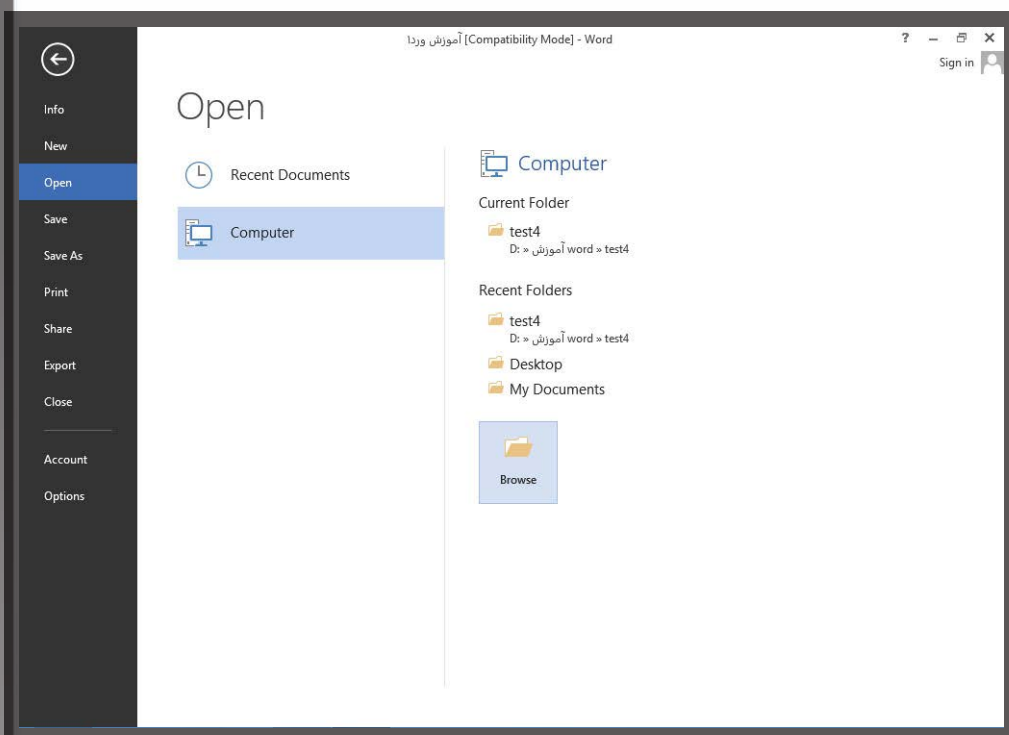 آموزش ورد1 [Compatibility Mode] - Word
?
Sign in
Info
New
Open
Save
Save As
Print
Share
Export
Close
Account
Options
Open
Recent Documents
Computer
Computer
Current Folder
test4
D: » آموزش word » test4
Recent Folders
test4
D: » آموزش word » test4
Desktop
My Documents
Browse